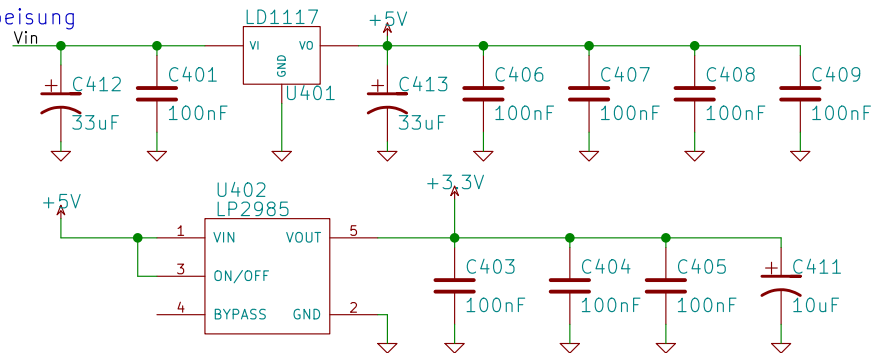 eisung
Vin
LD1117
VI
VO
GND
U401
+5V
C412
33uF
C401
100nF
C413
33uF
C406
100nF
C407
100nF
C408
100nF
C409
100nF
+5V
U402
LP2985
1
VIN
VOUT
5
3
ON/OFF
4
BYPASS
GND
2
+3.3V
C403
100nF
C404
100nF
C405
100nF
C411
10uF